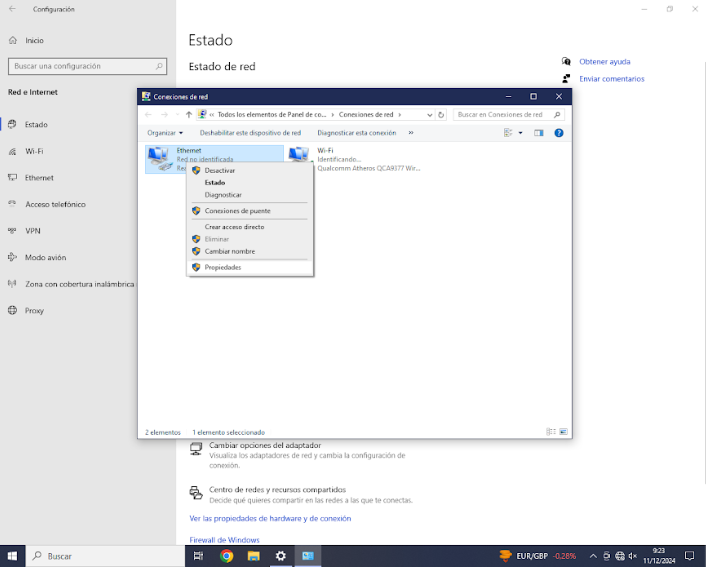 Configuración
Inicio
Buscar una configuración
Red e Internet
Estado
Wi-Fi
Ethernet
Acceso telefónico
VPN
Modo avión
Zona con cobertura inalámbrica
Proxy
Estado
Estado de red
Obtener ayuda
Enviar comentarios
Conexiones de red
« Todos los elementos de Panel de co... › Conexiones de red ›
Buscar en Conexiones de red
Organizar
Deshabilitar este dispositivo de red
Diagnosticar esta conexión
»
Ethernet
Red no identificada
Wi-Fi
Identificando...
Qualcomm Atheros QCA9377 Wir...
Desactivar
Estado
Diagnosticar
Conexiones de puente
Crear acceso directo
Eliminar
Cambiar nombre
Propiedades
2 elementos
1 elemento seleccionado
Cambiar opciones del adaptador
Visualiza los adaptadores de red y cambia la configuración de
conexión.
Centro de redes y recursos compartidos
Decide qué quieres compartir en las redes a las que te conectas.
Ver las propiedades de hardware y de conexión
Firewall de Windows
Buscar
EUR/GBP -0,28%
9:23
11/12/2024